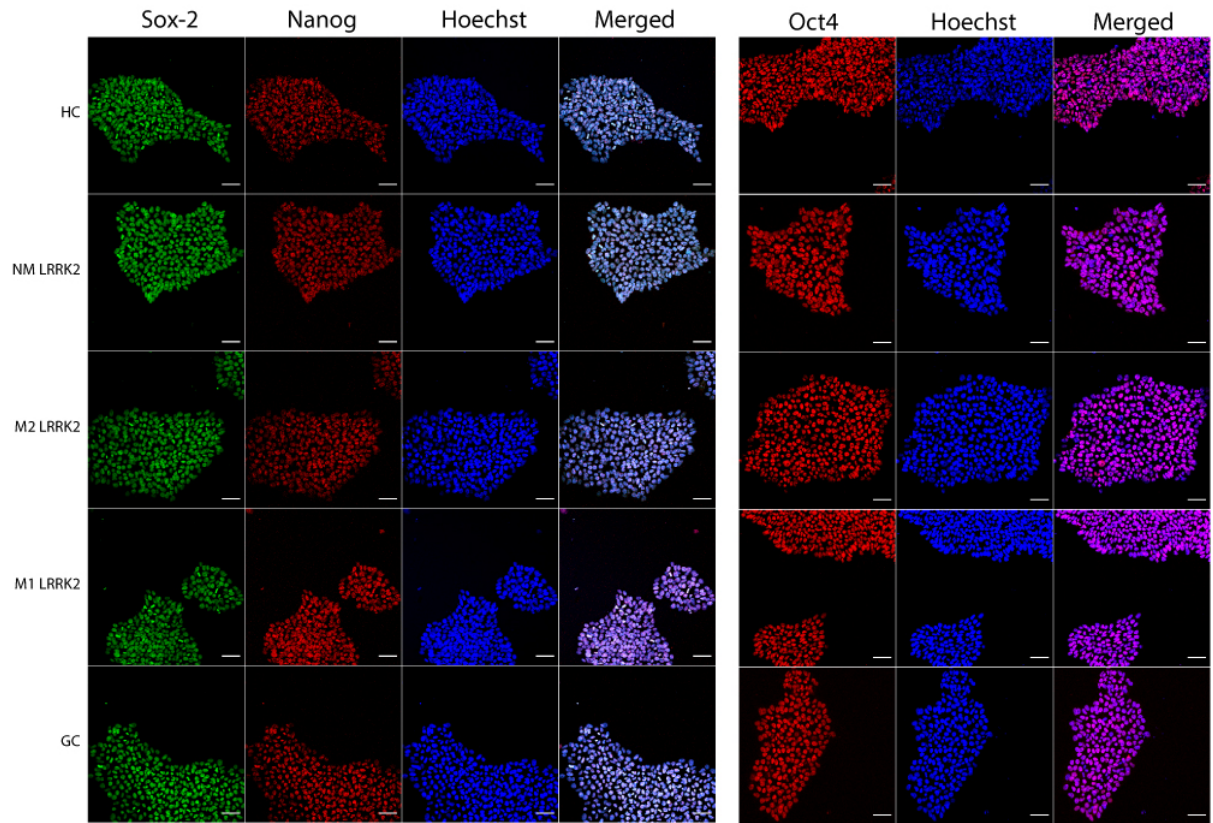 Sox-2 Nanog Hoechst Merged Oct4 Hoechst Merged
HC
NM LRRK2
M2 LRRK2
M1 LRRK2
GC